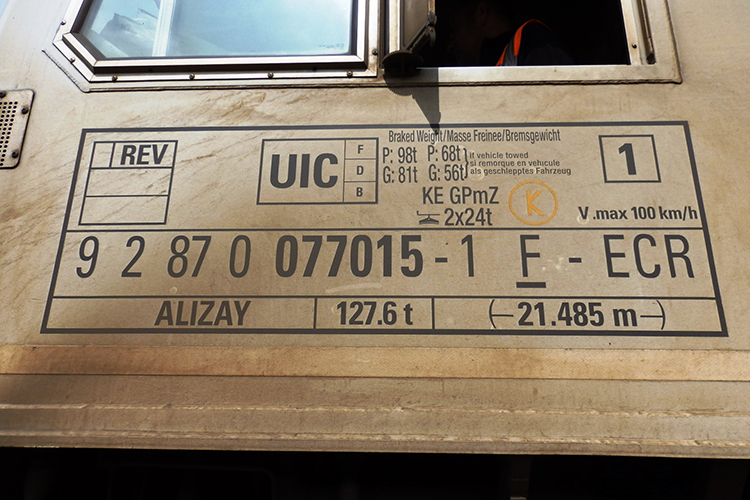 REV
UIC
F
D
B
Braked Weight/Masse Freinee/Bremsgewicht
P: 98t P: 68t
G: 81t G: 56t
If vehicle towed
si remorque en vehicule
als geschlepptes Fahrzeug
KE GPmZ
2x24t
K
1
V.max 100 km/h
9 2 87 0 077015-1 F - ECR
ALIZAY
127.6 t
21.485 m